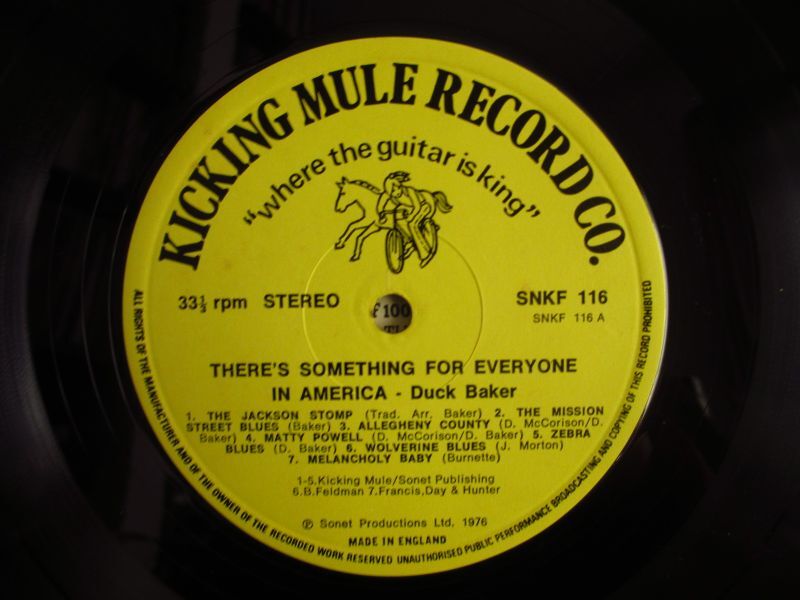 KICKING MULE RECORD CO.
"where the guitar is king"
33⅓ rpm STEREO
SNKF 116
SNKF 116 A
£100
THERE'S SOMETHING FOR EVERYONE
IN AMERICA - Duck Baker
1. THE JACKSON STOMP (Trad. Arr. Baker) 2. THE MISSION
STREET BLUES (Baker) 3. ALLEGHENY COUNTY (D. McCorison/D.
Baker) 4. MATTY POWELL (D. McCorison/D. Baker) 5. ZEBRA
BLUES (D. Baker) 6. WOLVERINE BLUES (J. Morton)
7. MELANCHOLY BABY (Burnette)
1-5.Kicking Mule/Sonet Publishing
6.B.Feldman 7.Francis,Day & Hunter
℗ Sonet Productions Ltd. 1976
MADE IN ENGLAND
ALL RIGHTS OF THE MANUFACTURER AND OF THE OWNER OF THE RECORDED WORK RESERVED UNAUTHORISED PUBLIC PERFORMANCE BROADCASTING AND COPYING OF THIS RECORD PROHIBITED